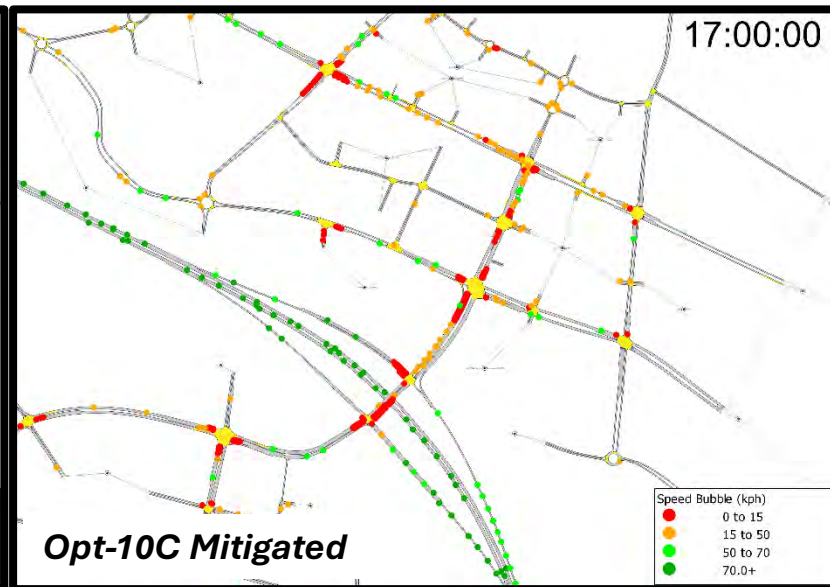 17:00:00
Speed Bubble (kph)
0 to 15
15 to 50
50 to 70
70.0+
Opt-10C Mitigated